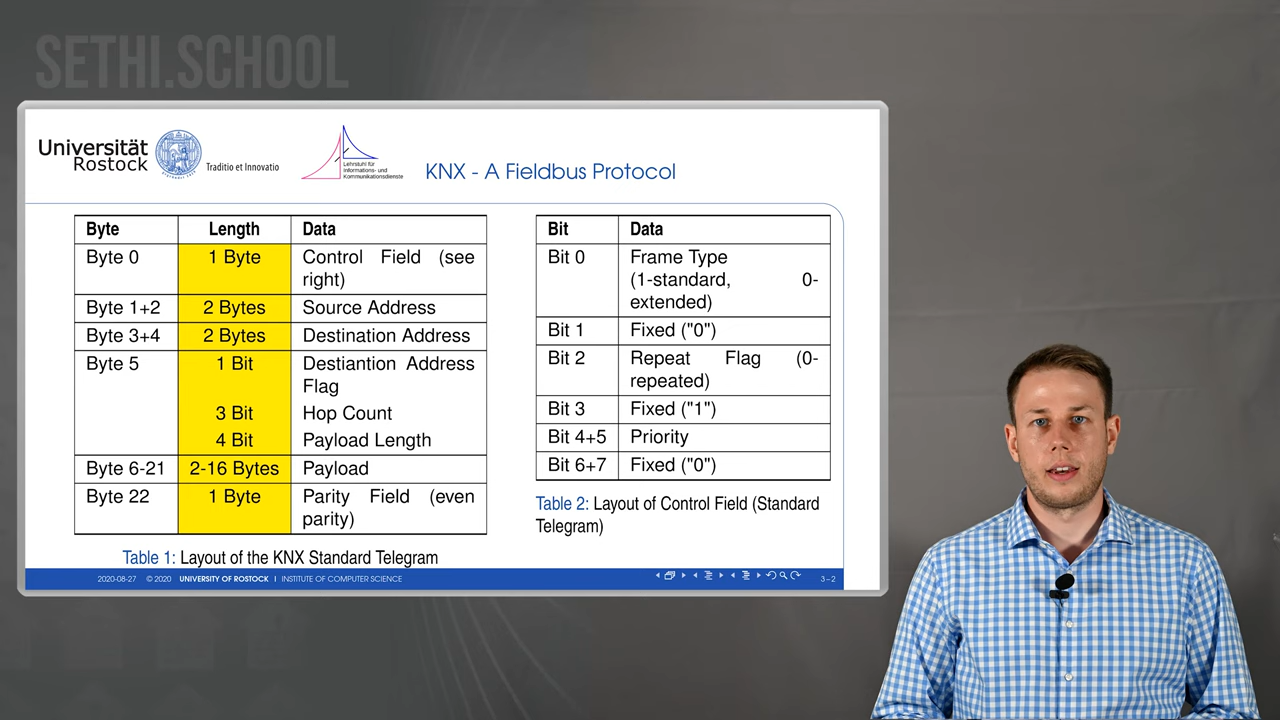 SETHI.SCHOOL
Universität
Rostock
Traditio et Innovatio
Lehrstuhl für
Informations- und
Kommunikationsdienste
KNX - A Fieldbus Protocol
Byte Length Data
Byte 0 1 Byte Control Field (see
right)
Byte 1+2 2 Bytes Source Address
Byte 3+4 2 Bytes Destination Address
Byte 5 1 Bit Destiantion Address
Flag
3 Bit Hop Count
4 Bit Payload Length
Byte 6-21 2-16 Bytes Payload
Byte 22 1 Byte Parity Field (even
parity)
Table 1: Layout of the KNX Standard Telegram
Bit Data
Bit 0 Frame Type
(1-standard, 0-
extended)
Bit 1 Fixed ("0")
Bit 2 Repeat Flag (0-
repeated)
Bit 3 Fixed ("1")
Bit 4+5 Priority
Bit 6+7 Fixed ("0")
Table 2: Layout of Control Field (Standard
Telegram)
2020-08-27 © 2020 UNIVERSITY OF ROSTOCK | INSTITUTE OF COMPUTER SCIENCE 3–2